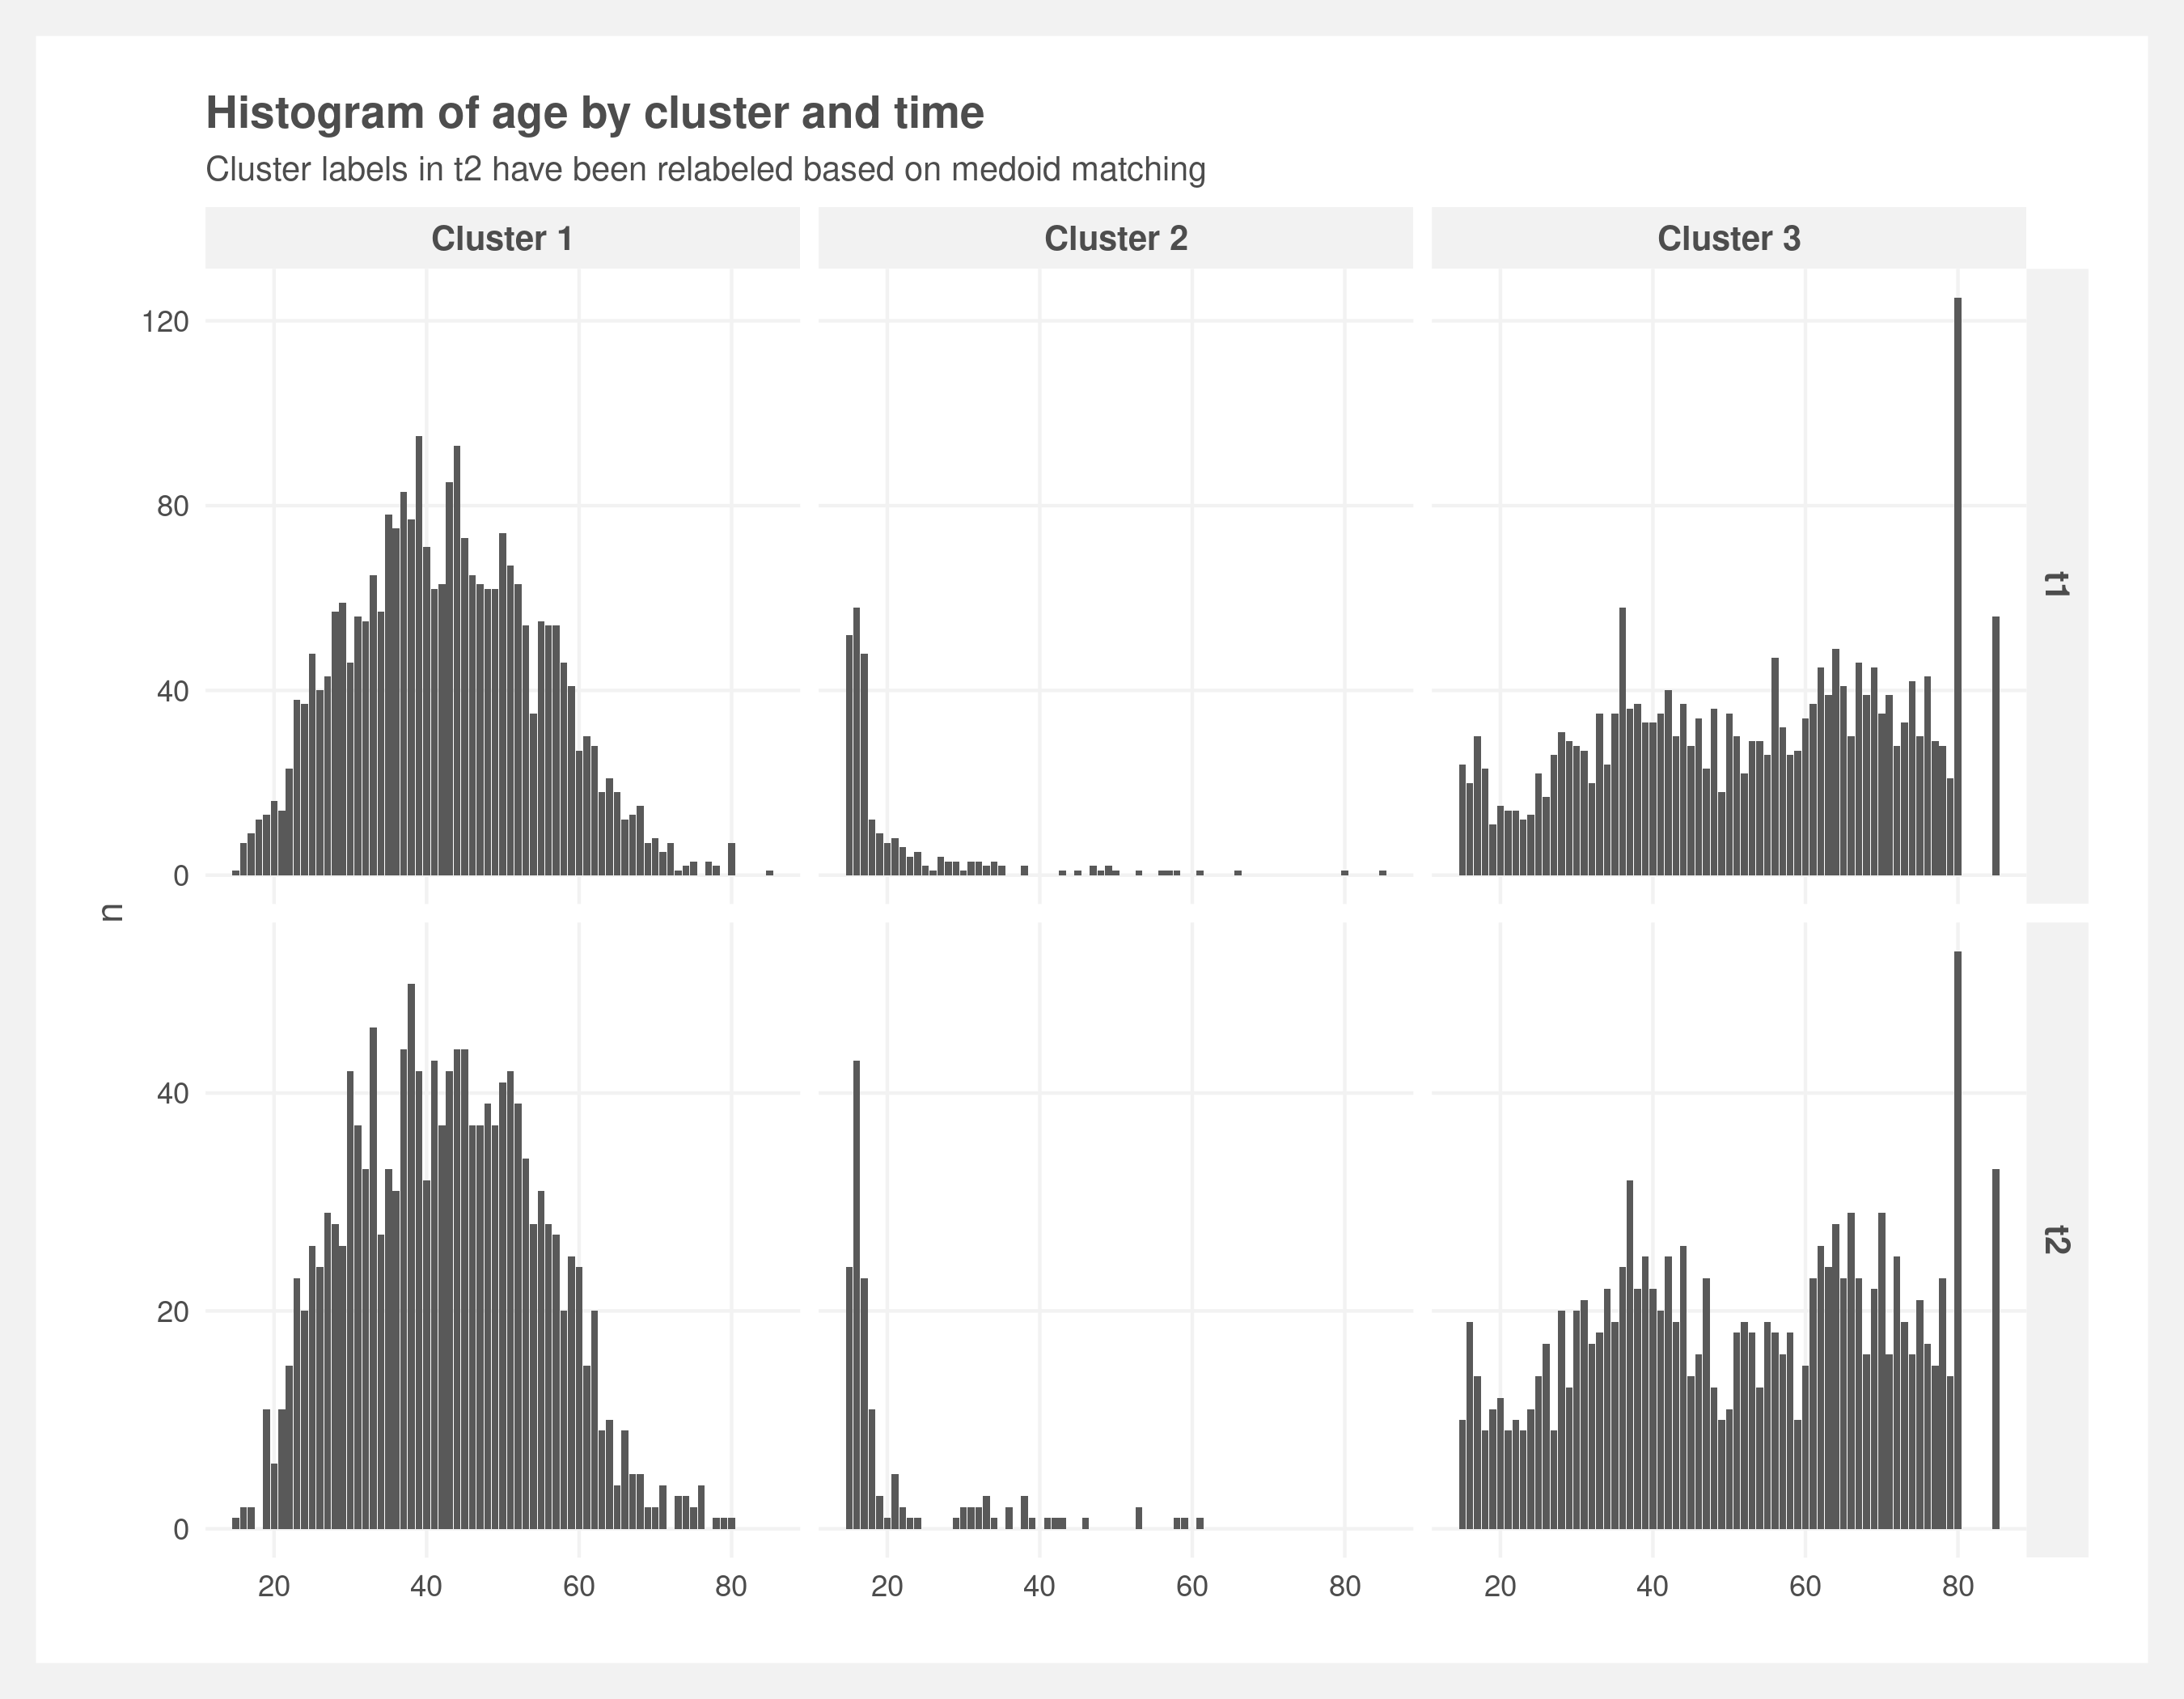 Histogram of age by cluster and time
Cluster labels in t2 have been relabeled based on medoid matching
Cluster 1 Cluster 2 Cluster 3
120
80
40
0
t1
n
40
20
0
t2
20 40 60 80 20 40 60 80 20 40 60 80